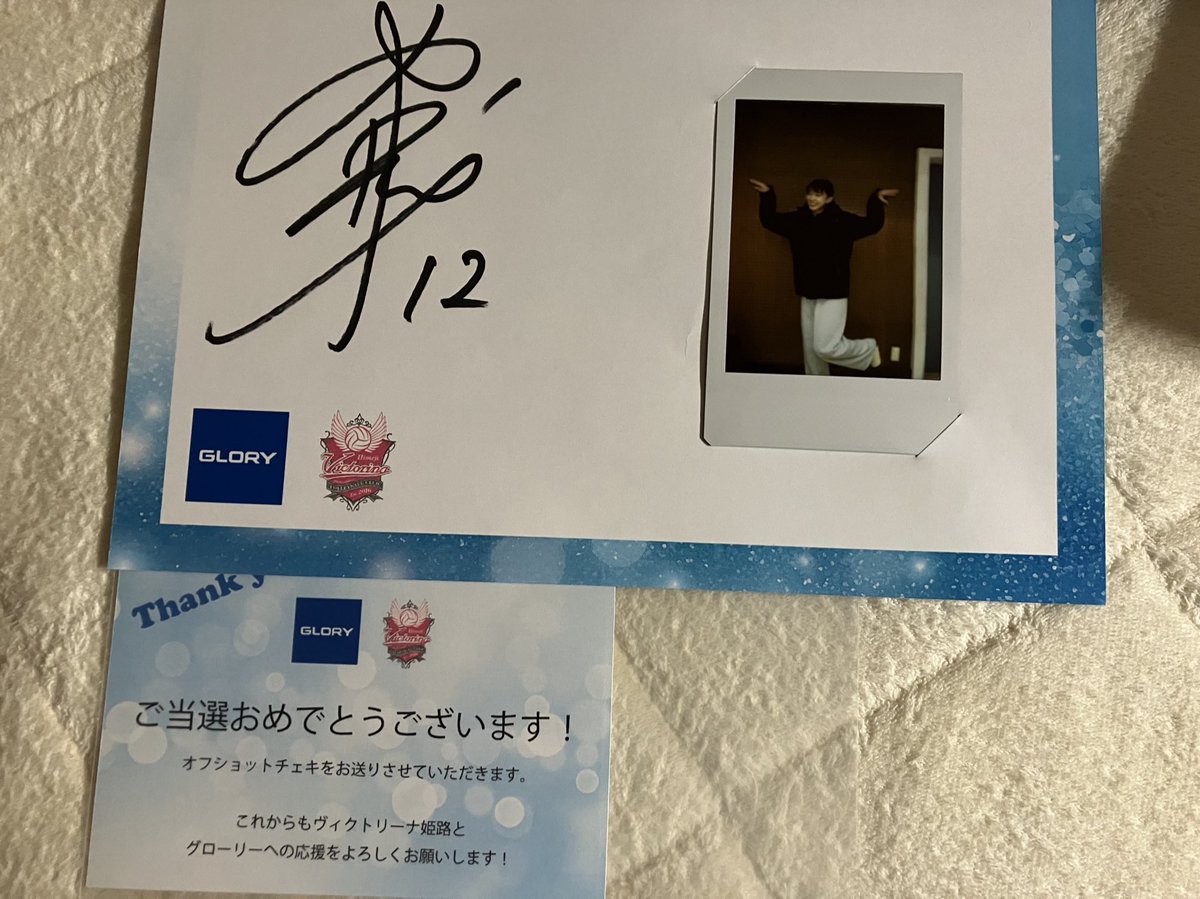 12
GLORY
Himeji
Victorina
Thank y
GLORY
Victorina
ご当選おめでとうございます！
オフショットチェキをお送りさせていただきます。
これからもヴィクトリーナ姫路と
グローリーへの応援をよろしくお願いします！